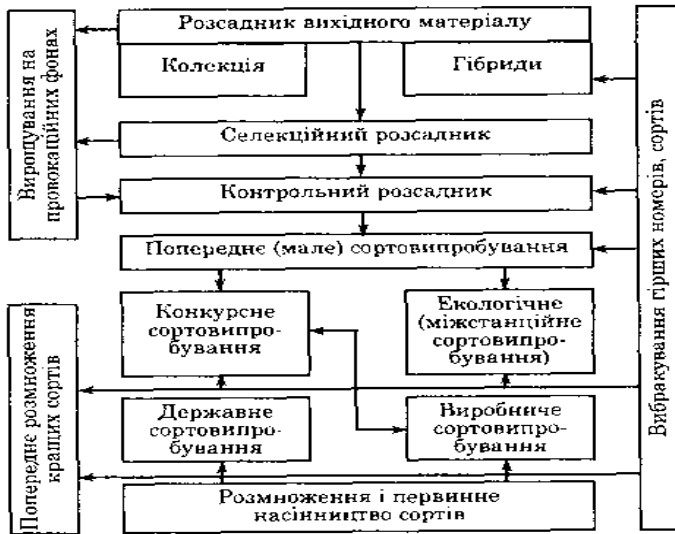 Розсадник вихідного матеріалу
Колекція
Гібриди
Селекційний розсадник
Контрольний розсадник
Попереднє (мале) сортовипробування
Конкурсне
сортовипро-
бування
Екологічне
(міжстанційне
сортовипро-
бування)
Державне
сортовипро-
бування
Виробниче
сортовипро-
бування
Розмноження і первинне
насінництво сортів
Вирощування на
провокаційних фонах
Попереднє розмноження
кращих сортів
Вибракування гірших номерів, сортів